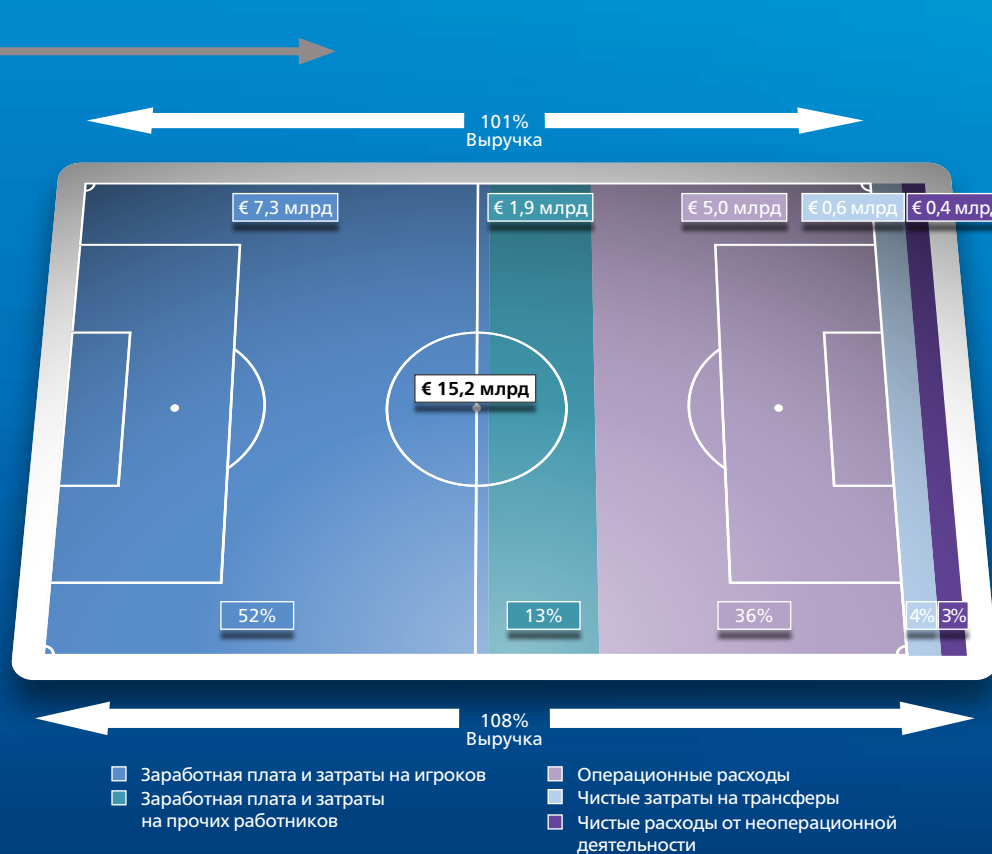 101%
Выручка
€ 7,3 млрд
€ 1,9 млрд
€ 5,0 млрд
€ 0,6 млрд
€ 0,4 млрд
€ 15,2 млрд
52%
13%
36%
4%
3%
108%
Выручка
Заработная плата и затраты на игроков
Заработная плата и затраты
на прочих работников
Операционные расходы
Чистые затраты на трансферы
Чистые расходы от неоперационной
деятельности